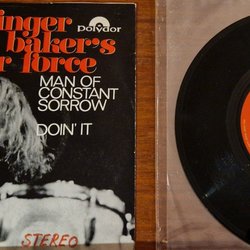 inger
baker's
r force
Polydor
MAN OF
CONSTANT
SORROW
DOIN' IT
STEREO